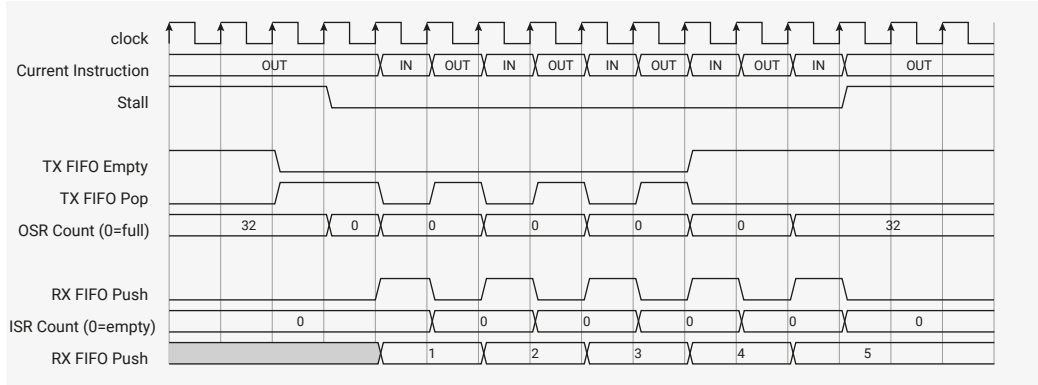 clock
Current Instruction OUT IN OUT IN OUT IN OUT IN OUT IN OUT
Stall
TX FIFO Empty
TX FIFO Pop
OSR Count (0=full) 32 0 0 0 0 0 32
RX FIFO Push
ISR Count (0=empty) 0 0 0 0 0 0
RX FIFO Push 1 2 3 4 5